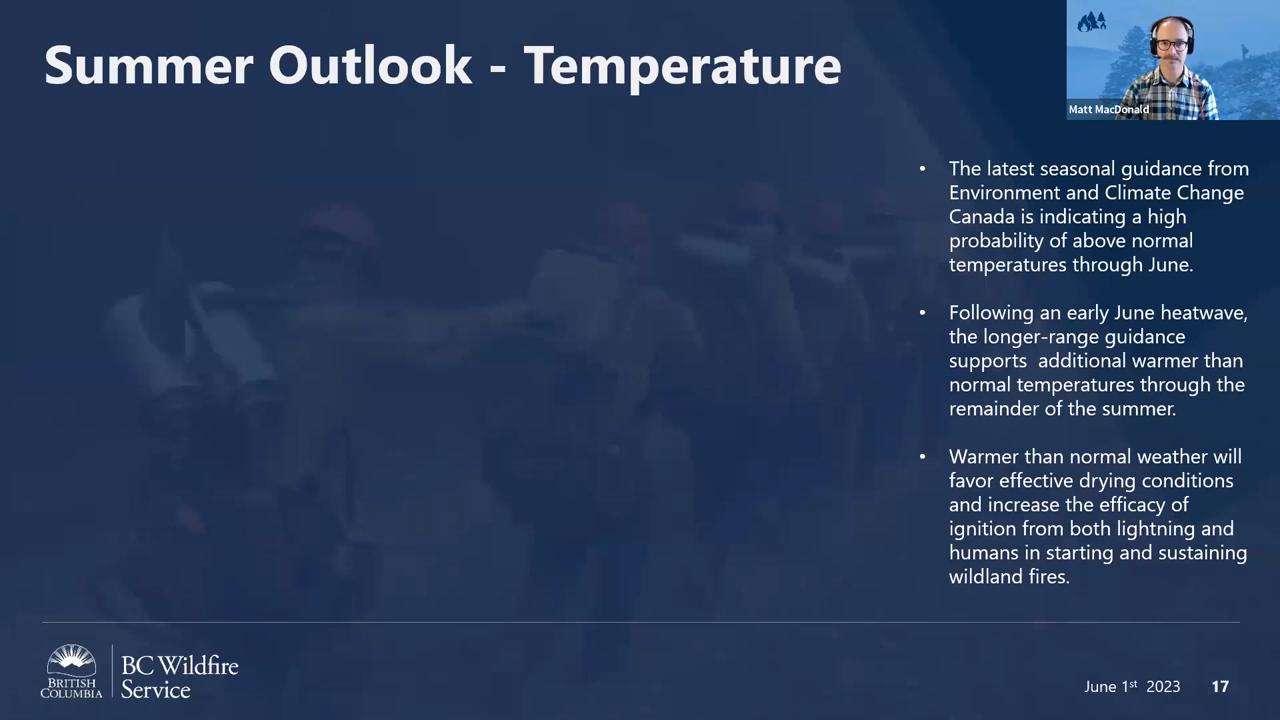 Summer Outlook - Temperature
Matt MacDonald
• The latest seasonal guidance from
Environment and Climate Change
Canada is indicating a high
probability of above normal
temperatures through June.
• Following an early June heatwave,
the longer-range guidance
supports  additional warmer than
normal temperatures through the
remainder of the summer.
• Warmer than normal weather will
favor effective drying conditions
and increase the efficacy of
ignition from both lightning and
humans in starting and sustaining
wildland fires.
BRITISH
COLUMBIA
BC Wildfire
Service
June 1st 2023
17